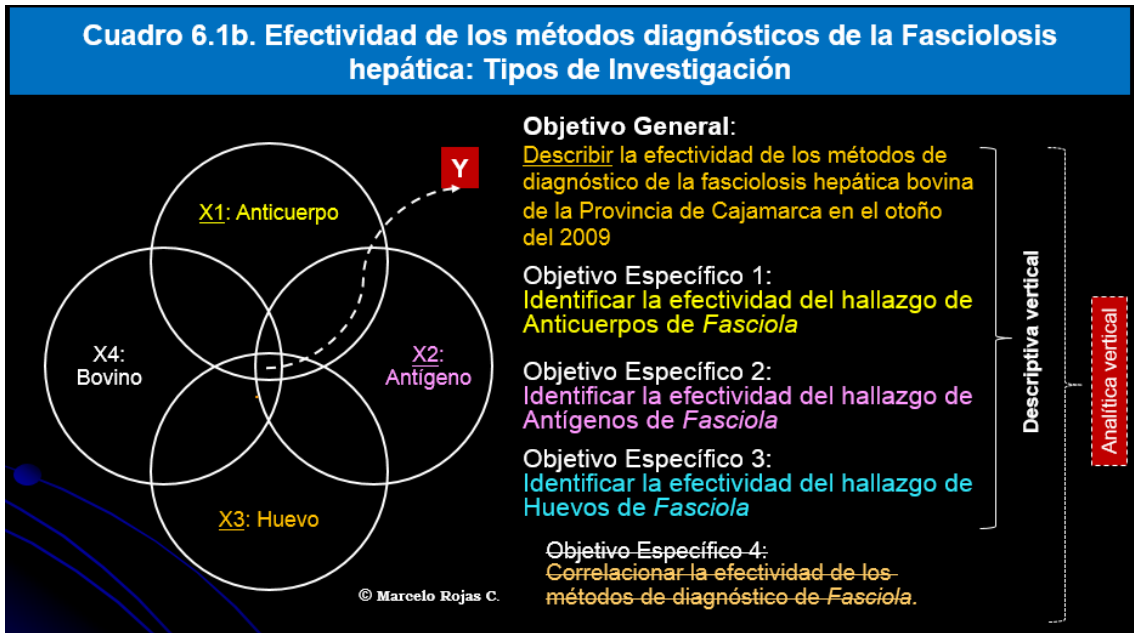 Cuadro 6.1b. Efectividad de los métodos diagnósticos de la Fasciolosis
hepática: Tipos de Investigación
Y
X1: Anticuerpo
X4:
Bovino
X2:
Antígeno
X3: Huevo
© Marcelo Rojas C.
Objetivo General:
Describir la efectividad de los métodos de
diagnóstico de la fasciolosis hepática bovina
de la Provincia de Cajamarca en el otoño
del 2009
Objetivo Específico 1:
Identificar la efectividad del hallazgo de
Anticuerpos de Fasciola
Objetivo Específico 2:
Identificar la efectividad del hallazgo de
Antígenos de Fasciola
Objetivo Específico 3:
Identificar la efectividad del hallazgo de
Huevos de Fasciola
Objetivo Específico 4:
Correlacionar la efectividad de los
métodos de diagnóstico de Fasciola.
Descriptiva vertical
Analítica vertical